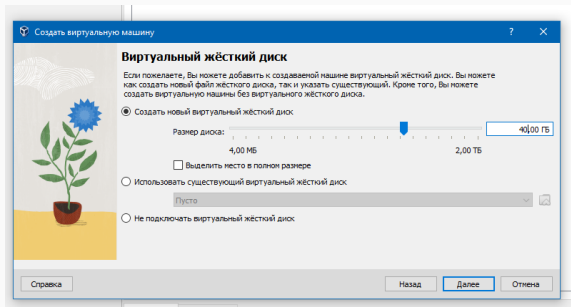 Создать виртуальную машину
Виртуальный жёсткий диск
Если пожелаете, Вы можете добавить к создаваемой машине виртуальный жёсткий диск. Вы можете
как создать новый файл жёсткого диска, так и указать существующий. Кроме того, Вы можете
создать виртуальную машину без виртуального жёсткого диска.
Создать новый виртуальный жёсткий диск
Размер диска:
40,00 ГБ
4,00 МБ
2,00 ТБ
Выделить место в полном размере
Использовать существующий виртуальный жёсткий диск
Пусто
Не подключать виртуальный жёсткий диск
Справка
Назад
Далее
Отмена